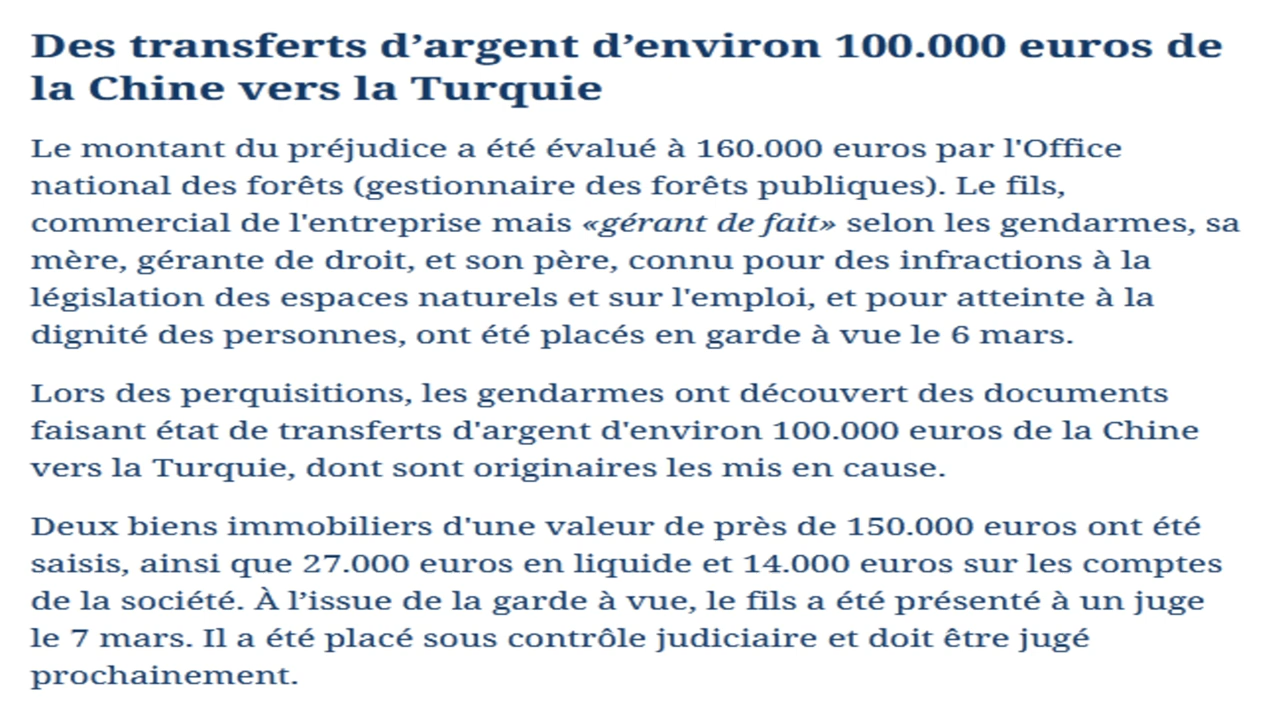 Des transferts d’argent d’environ 100.000 euros de
la Chine vers la Turquie
Le montant du préjudice a été évalué à 160.000 euros par l'Office
national des forêts (gestionnaire des forêts publiques). Le fils,
commercial de l'entreprise mais «gérant de fait» selon les gendarmes, sa
mère, gérante de droit, et son père, connu pour des infractions à la
législation des espaces naturels et sur l'emploi, et pour atteinte à la
dignité des personnes, ont été placés en garde à vue le 6 mars.
Lors des perquisitions, les gendarmes ont découvert des documents
faisant état de transferts d'argent d'environ 100.000 euros de la Chine
vers la Turquie, dont sont originaires les mis en cause.
Deux biens immobiliers d'une valeur de près de 150.000 euros ont été
saisis, ainsi que 27.000 euros en liquide et 14.000 euros sur les comptes
de la société. À l’issue de la garde à vue, le fils a été présenté à un juge
le 7 mars. Il a été placé sous contrôle judiciaire et doit être jugé
prochainement.